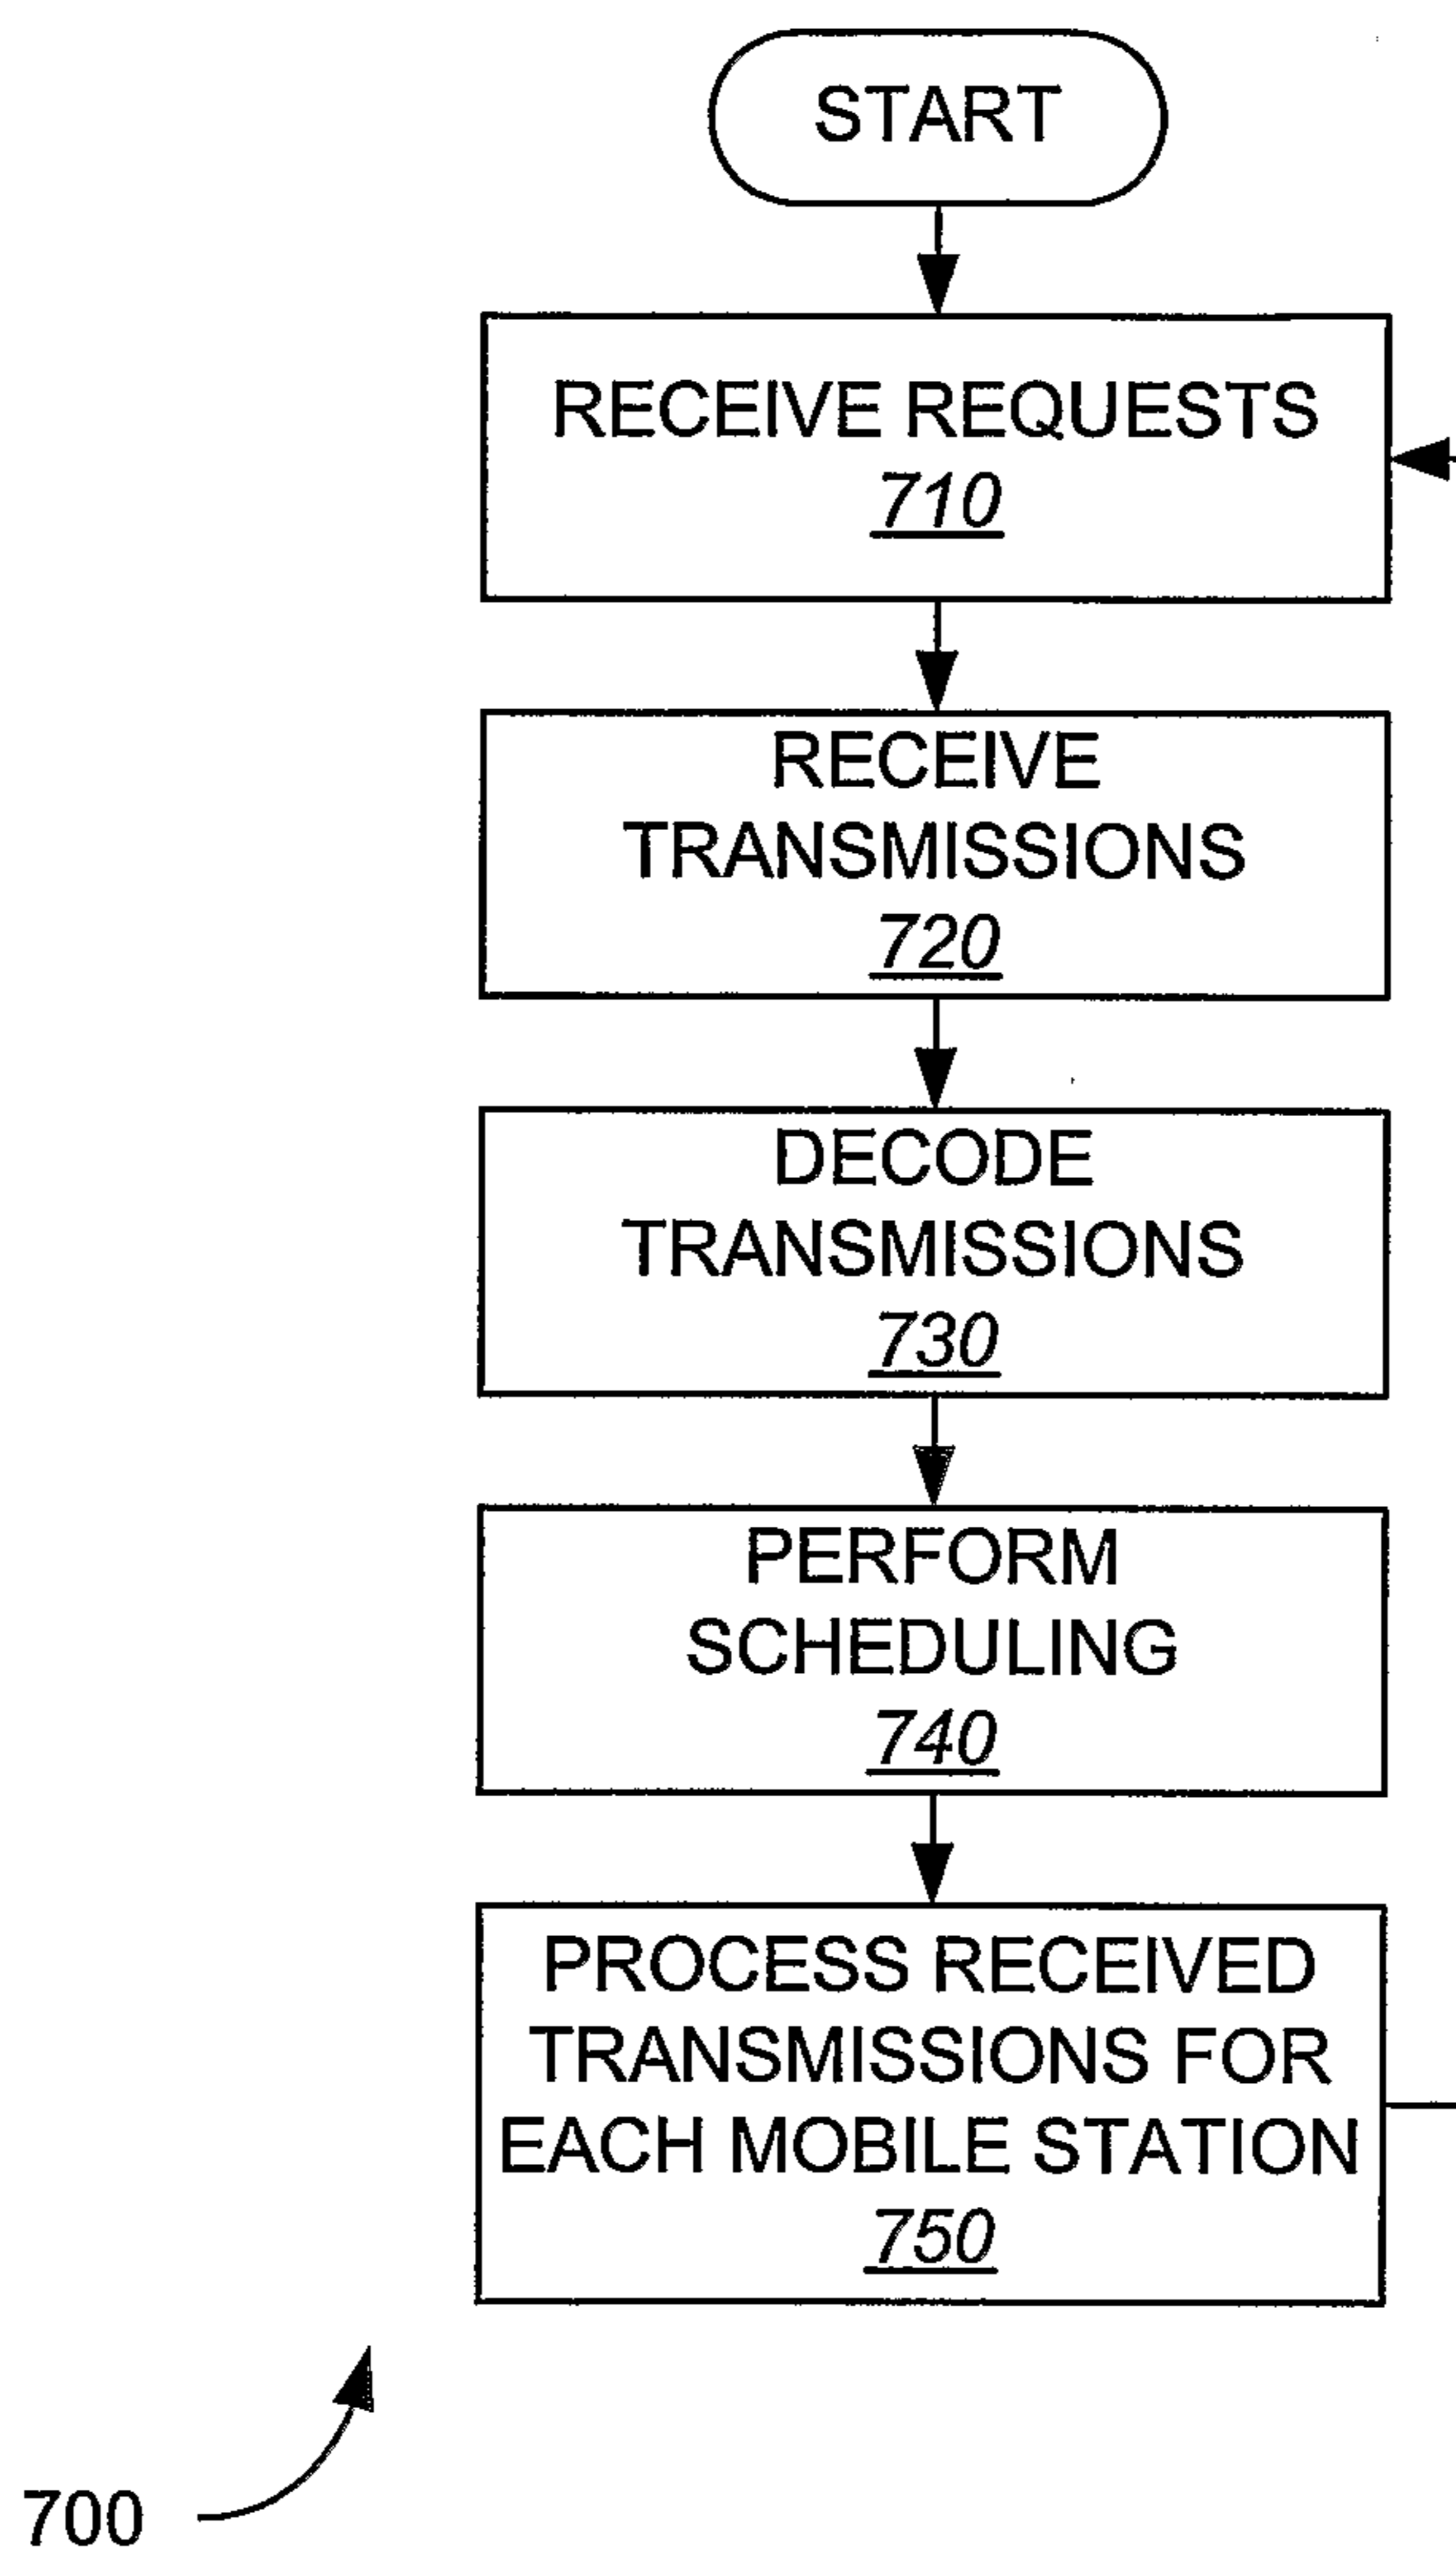 START
RECEIVE REQUESTS
710
RECEIVE
TRANSMISSIONS
720
DECODE
TRANSMISSIONS
730
PERFORM
SCHEDULING
740
PROCESS RECEIVED
TRANSMISSIONS FOR
EACH MOBILE STATION
750
700